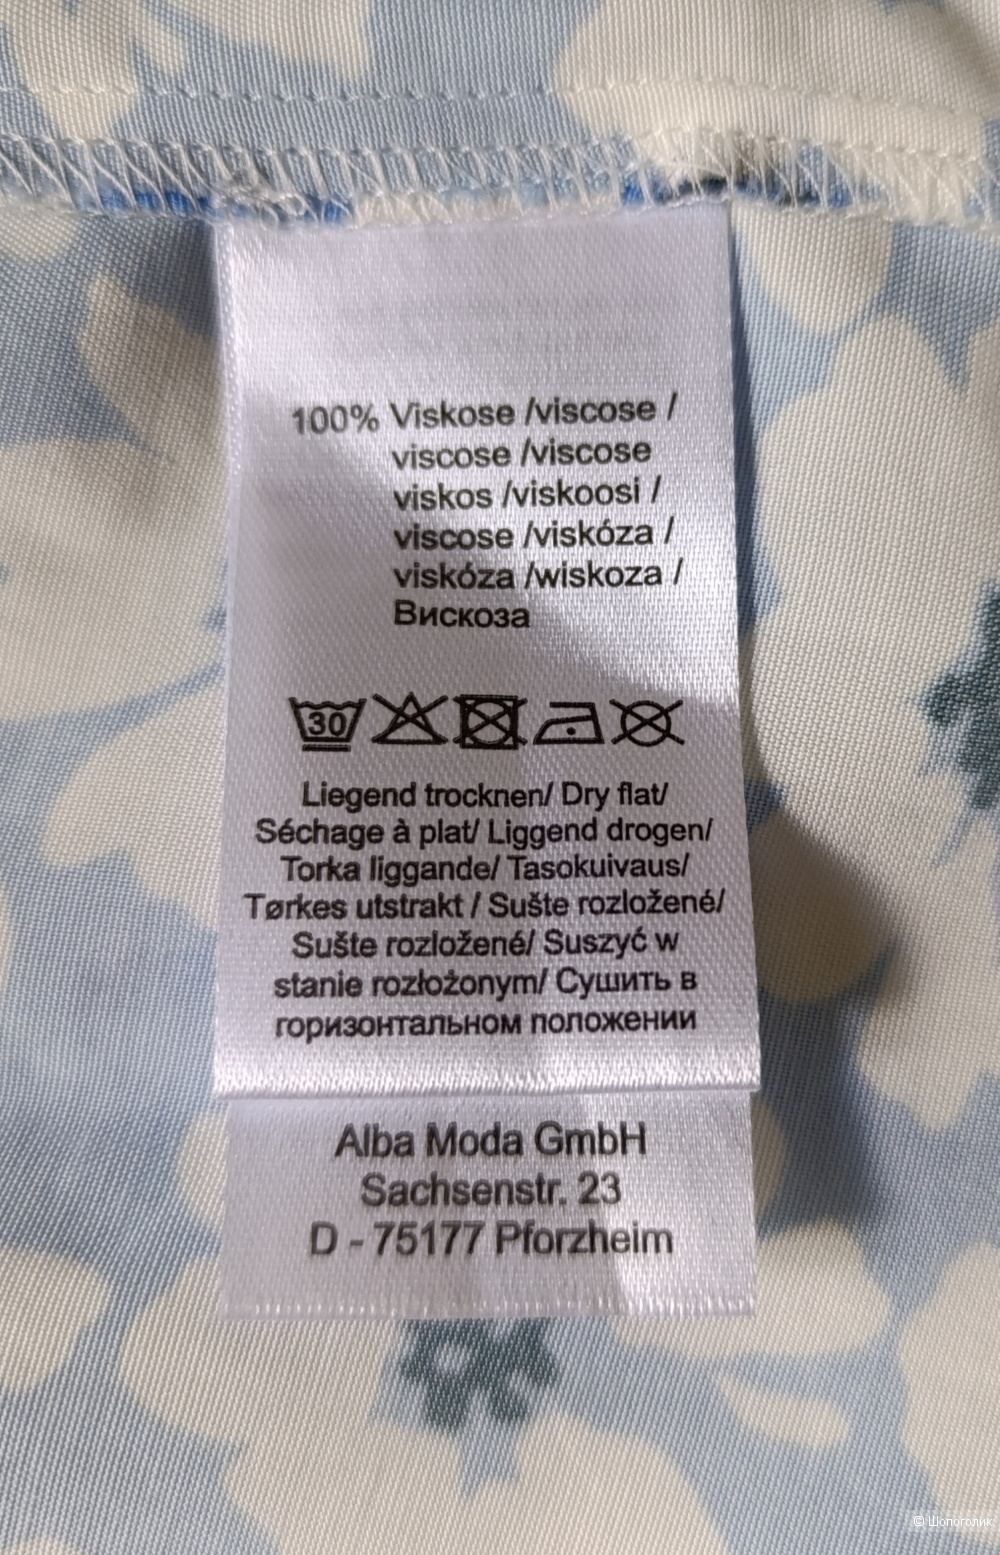 100% Viskose /viscose /
viscose /viscose
viskos /viskoosi /
viscose /viskóza /
viskóza /wiskoza /
Вискоза
30
Liegend trocknen/ Dry flat/
Séchage à plat/ Liggend drogen/
Torka liggande/ Tasokuivaus/
Tørkes utstrakt / Sušte rozložené/
Sušte rozložené/ Suszyć w
stanie rozłożonym/ Сушить в
горизонтальном положении
Alba Moda GmbH
Sachsenstr. 23
D - 75177 Pforzheim
© Шопоголик